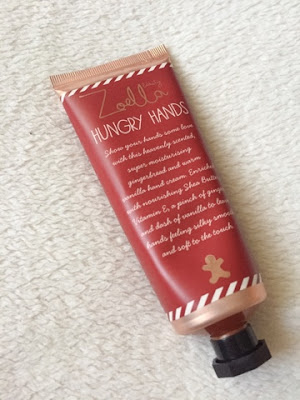 Zoella
HUNGRY HANDS
Show your hands some love
with this heavenly scented,
super moisturising
gingerbread and warm
vanilla hand cream. Enriched
with nourishing Shea Butter,
Vitamin E, a pinch of ginger
and dash of vanilla to leave
hands feeling silky smooth
and soft to the touch.